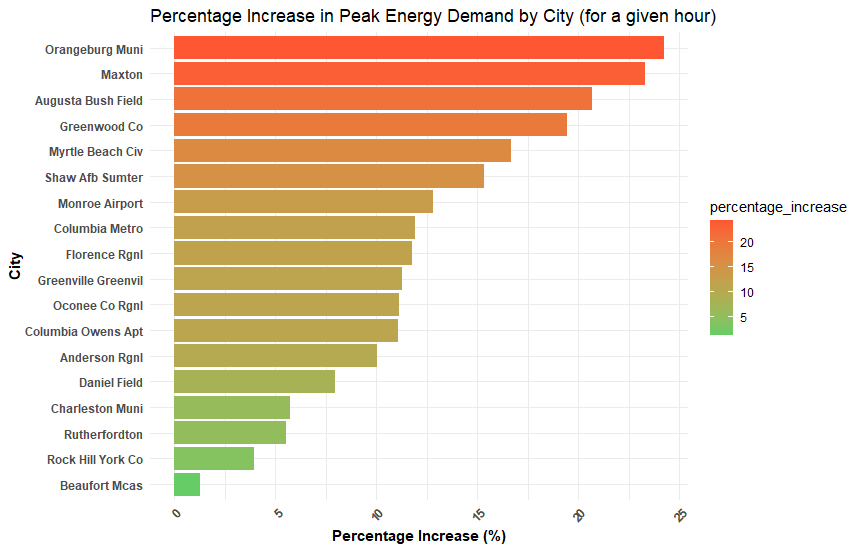 Percentage Increase in Peak Energy Demand by City (for a given hour)
City
Orangeburg Muni
Maxton
Augusta Bush Field
Greenwood Co
Myrtle Beach Civ
Shaw Afb Sumter
Monroe Airport
Columbia Metro
Florence Rgnl
Greenville Greenvil
Oconee Co Rgnl
Columbia Owens Apt
Anderson Rgnl
Daniel Field
Charleston Muni
Rutherfordton
Rock Hill York Co
Beaufort Mcas
0 5 10 15 20 25
Percentage Increase (%)
percentage_increase
20
15
10
5